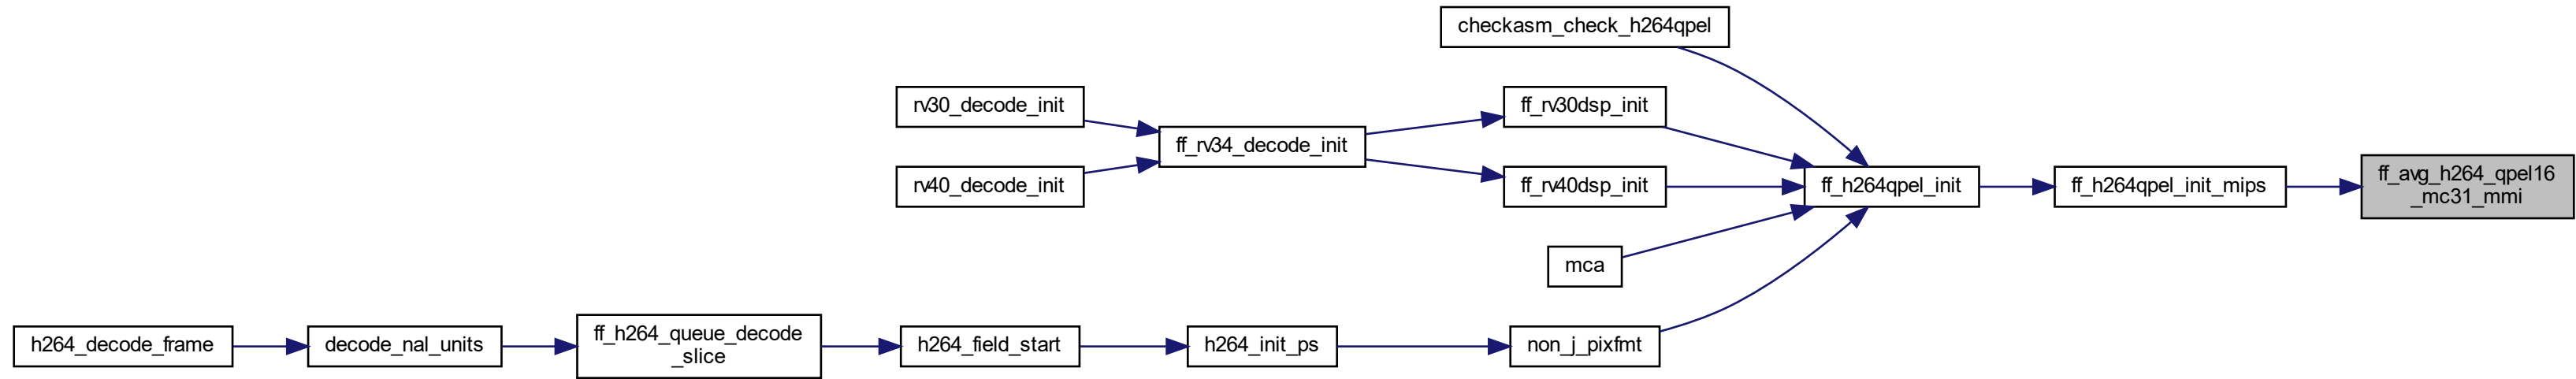 checkasm_check_h264qpel
rv30_decode_init
ff_rv30dsp_init
ff_rv34_decode_init
rv40_decode_init
ff_rv40dsp_init
ff_h264qpel_init
ff_h264qpel_init_mips
ff_avg_h264_qpel16
_mc31_mmi
mca
h264_decode_frame
decode_nal_units
ff_h264_queue_decode
_slice
h264_field_start
h264_init_ps
non_j_pixfmt